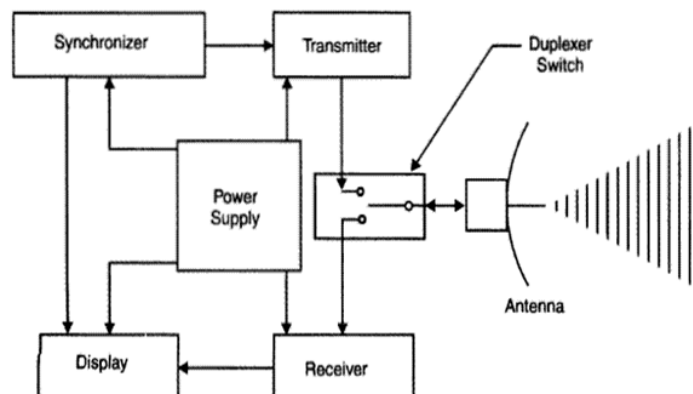 Synchronizer
Transmitter
Duplexer
Switch
Power
Supply
Antenna
Display
Receiver